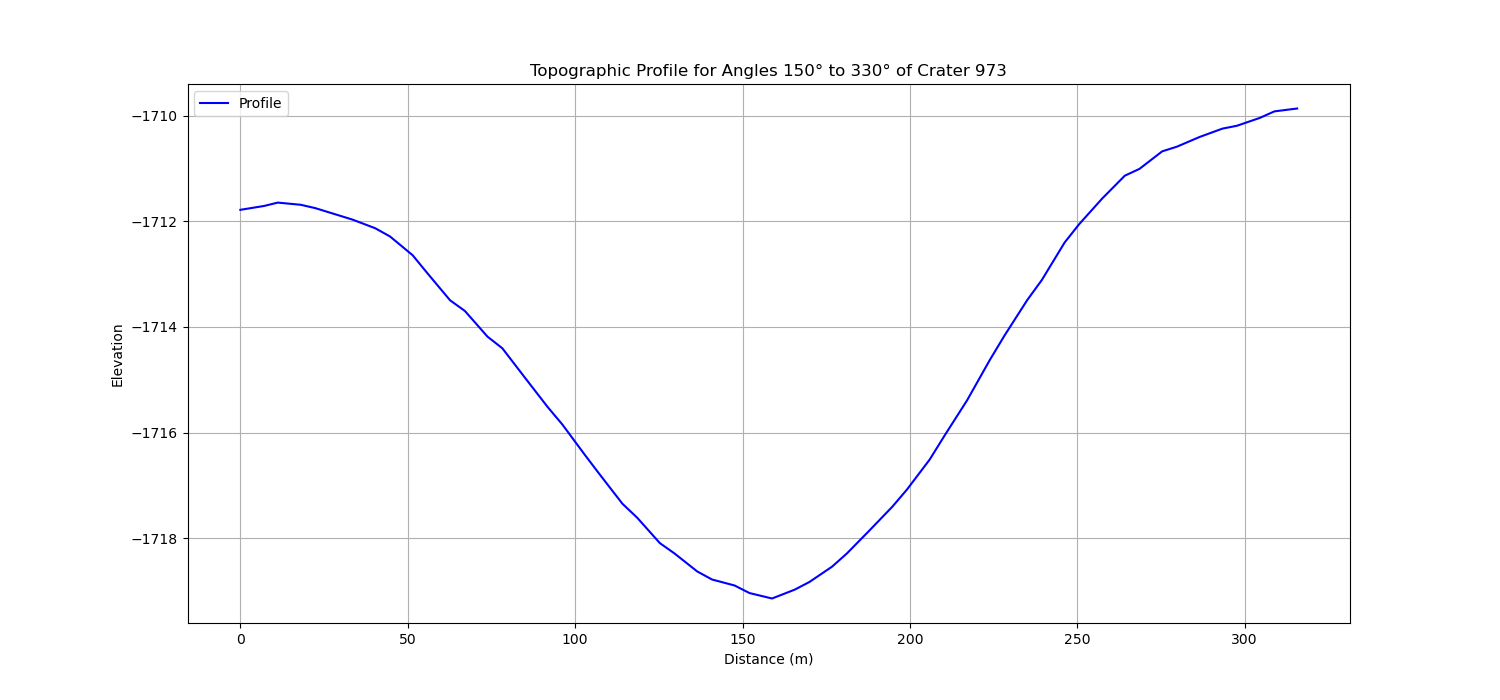 Topographic Profile for Angles 150° to 330° of Crater 973
Profile
−1710
−1712
−1714
−1716
−1718
Elevation
0 50 100 150 200 250 300
Distance (m)